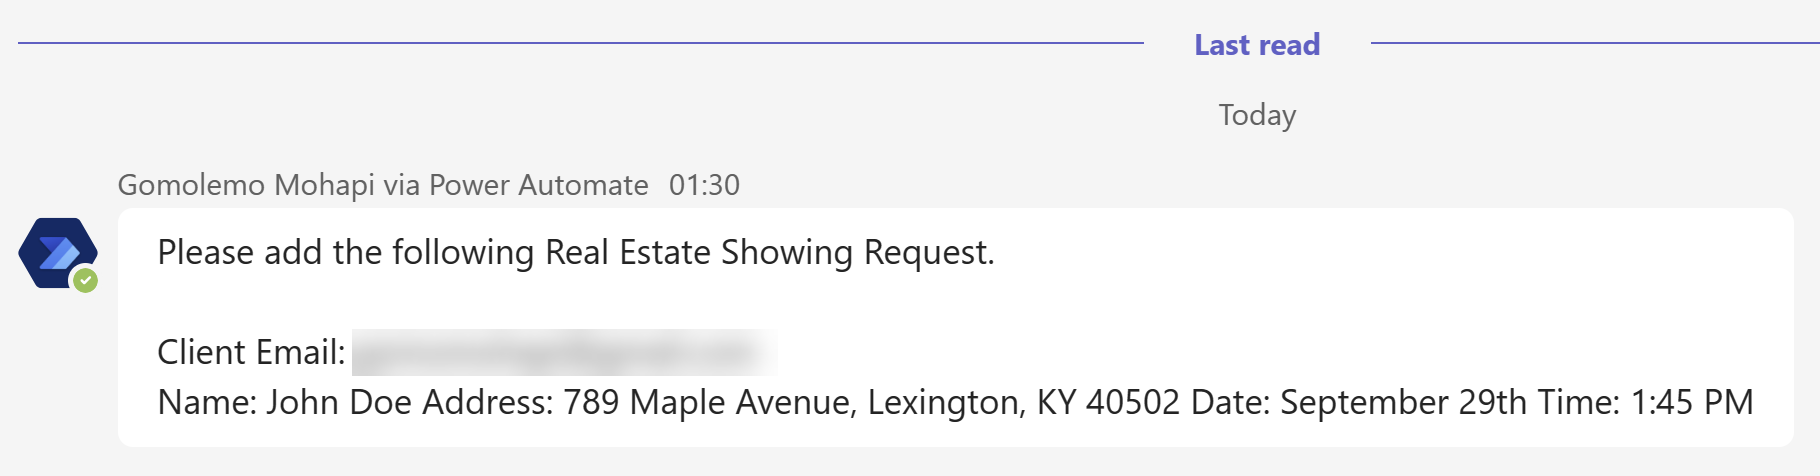 Last read
Today
Gomolemo Mohapi via Power Automate 01:30
Please add the following Real Estate Showing Request.
Client Email:
Name: John Doe Address: 789 Maple Avenue, Lexington, KY 40502 Date: September 29th Time: 1:45 PM